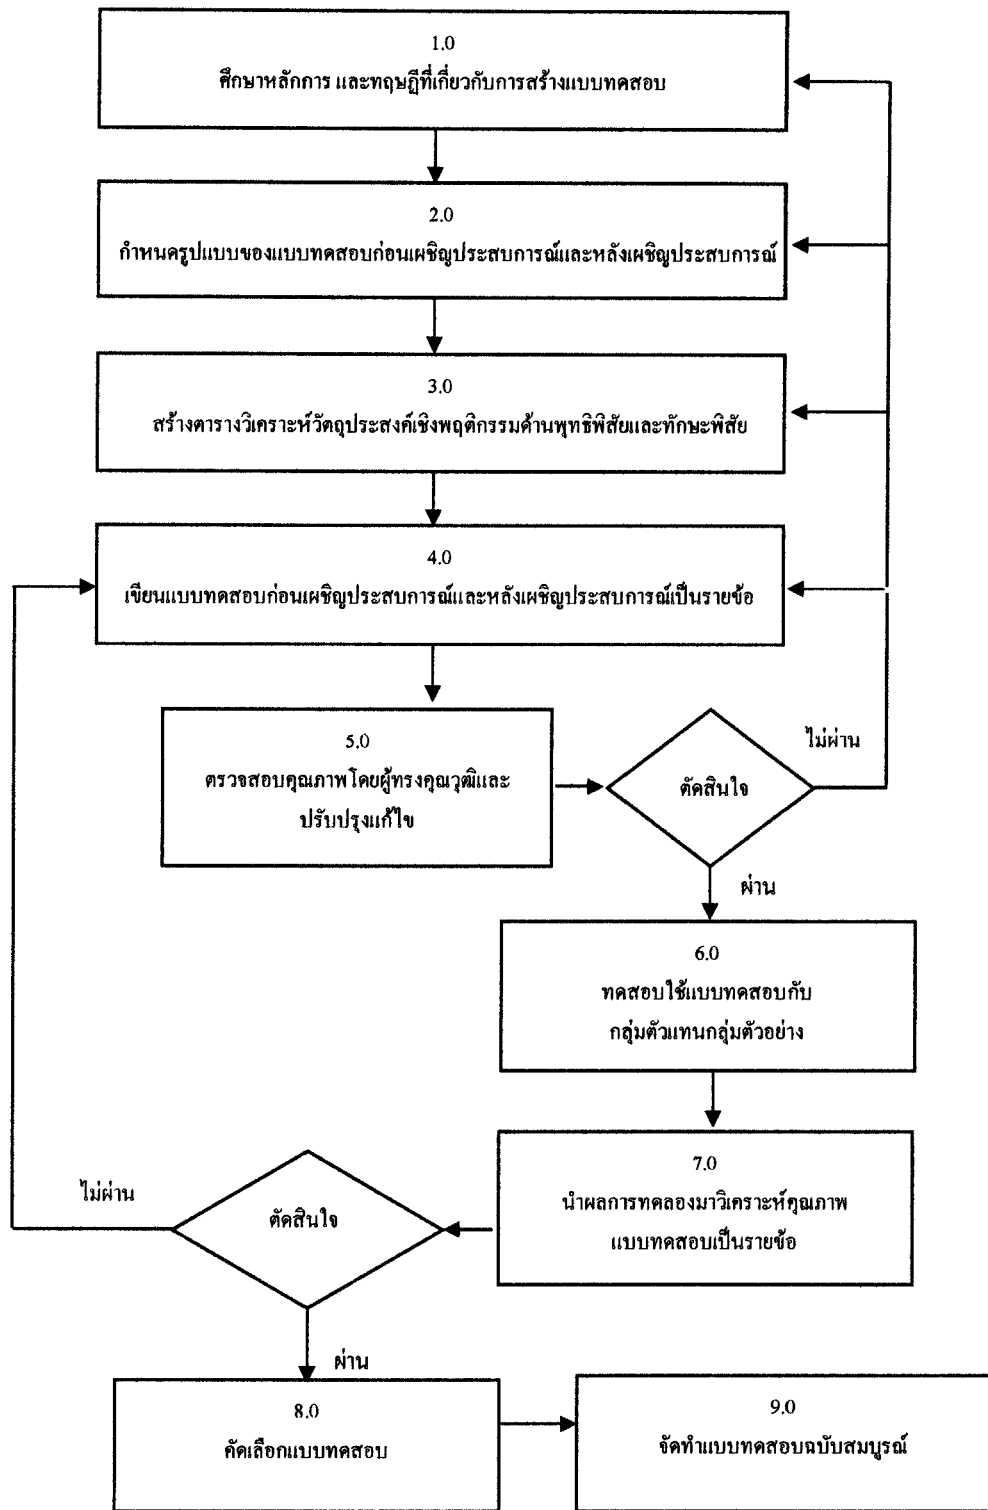 1.0
ศึกษาหลักการ และทฤษฎีที่เกี่ยวกับการสร้างแบบทดสอบ
2.0
กำหนดรูปแบบของแบบทดสอบก่อนเผชิญประสบการณ์และหลังเผชิญประสบการณ์
3.0
สร้างตารางวิเคราะห์วัตถุประสงค์เชิงพฤติกรรมด้านพุทธิพิสัยและทักษะพิสัย
4.0
เขียนแบบทดสอบก่อนเผชิญประสบการณ์และหลังเผชิญประสบการณ์เป็นรายข้อ
5.0
ตรวจสอบคุณภาพโดยผู้ทรงคุณวุฒิและ
ปรับปรุงแก้ไข
ตัดสินใจ
ไม่ผ่าน
ผ่าน
6.0
ทดสอบใช้แบบทดสอบกับ
กลุ่มตัวแทนกลุ่มตัวอย่าง
7.0
นำผลการทดลองมาวิเคราะห์คุณภาพ
แบบทดสอบเป็นรายข้อ
ตัดสินใจ
ไม่ผ่าน
ผ่าน
8.0
คัดเลือกแบบทดสอบ
9.0
จัดทำแบบทดสอบฉบับสมบูรณ์